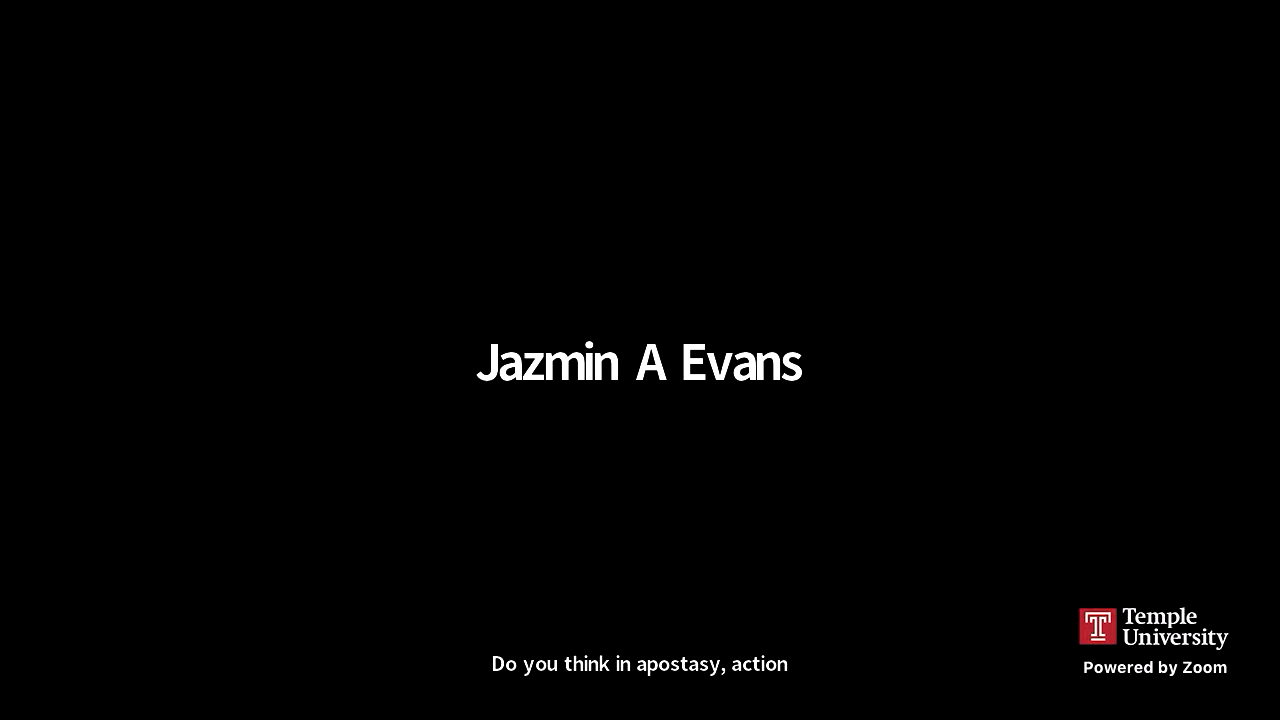 Jazmin A Evans
Temple
University
Do you think in apostasy, action
Powered by Zoom